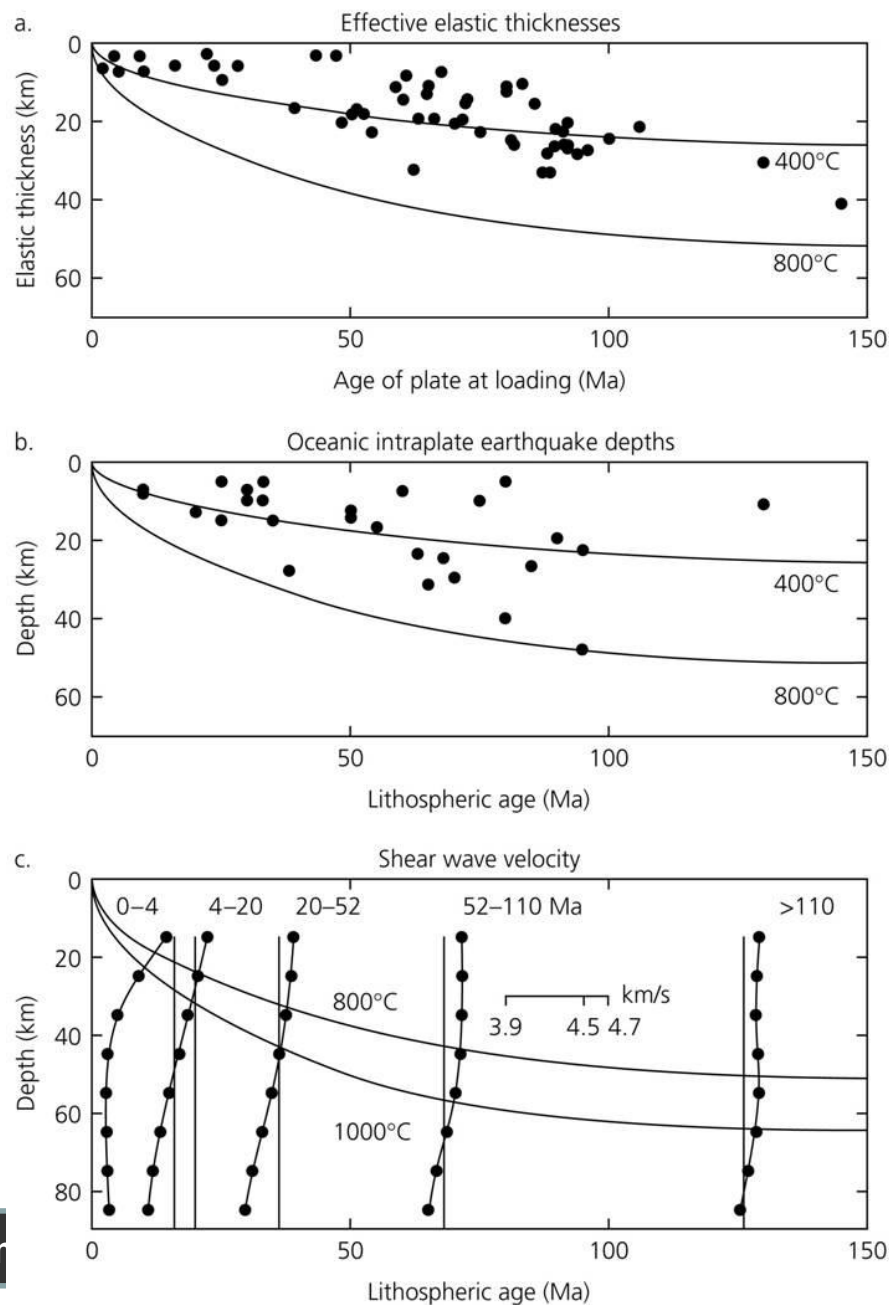 a. Effective elastic thicknesses
Elastic thickness (km)
0
20
40
60
400°C
800°C
0 50 100 150
Age of plate at loading (Ma)
b. Oceanic intraplate earthquake depths
Depth (km)
0
20
40
60
400°C
800°C
0 50 100 150
Lithospheric age (Ma)
c. Shear wave velocity
Depth (km)
0
20
40
60
80
0–4 4–20 20–52 52–110 Ma >110
800°C
km/s
3.9 4.5 4.7
1000°C
0 50 100 150
Lithospheric age (Ma)